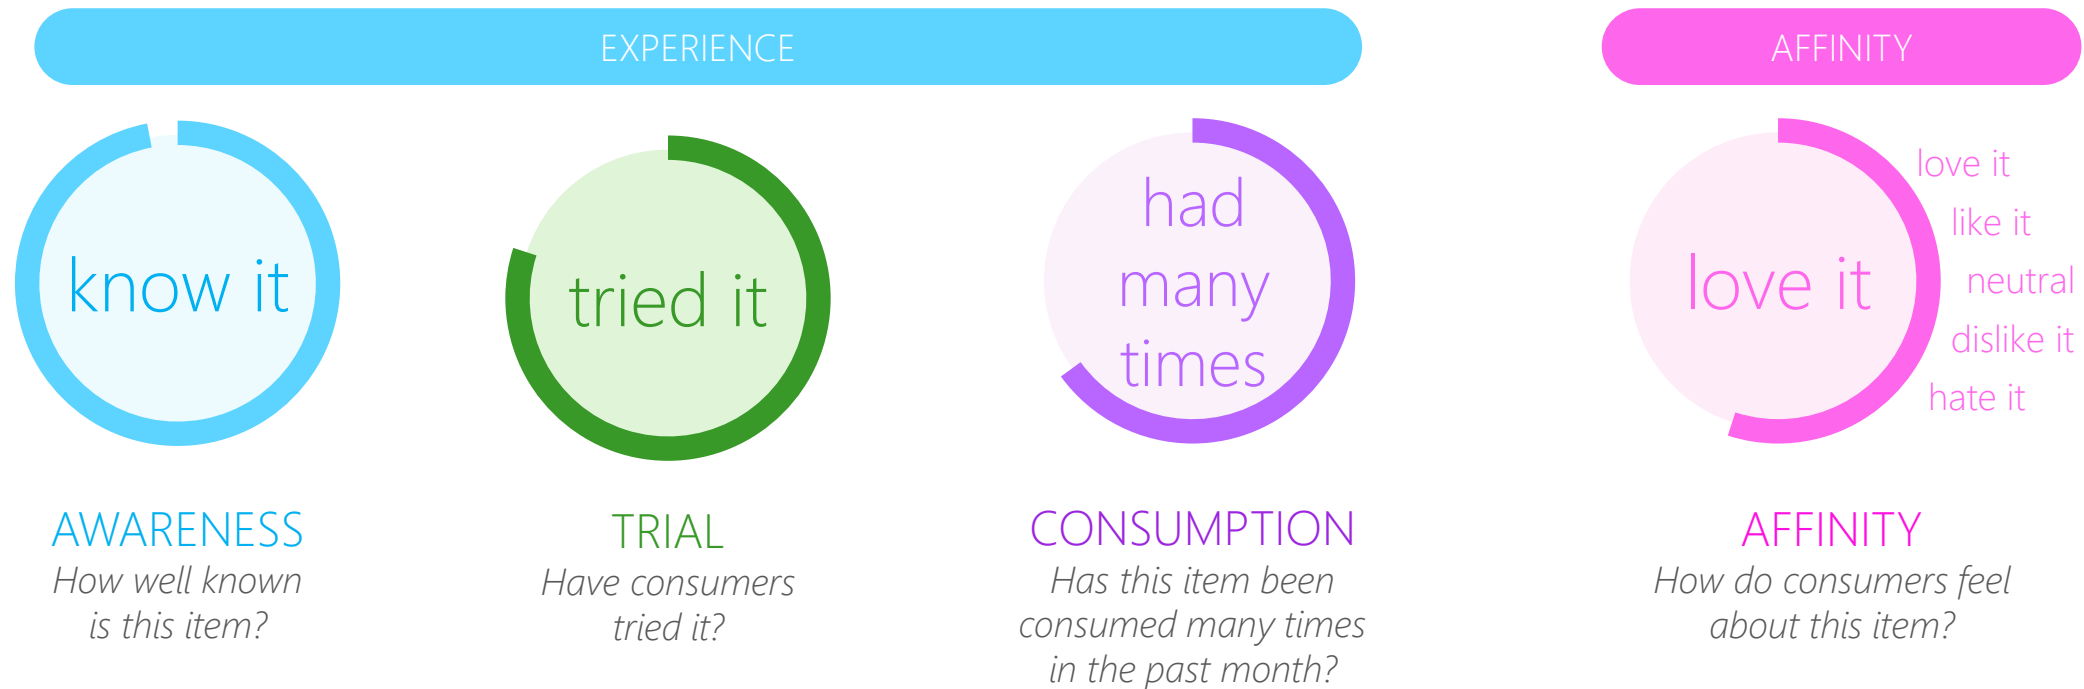 EXPERIENCE
AFFINITY
know it
tried it
had
many
times
love it
love it
like it
neutral
dislike it
hate it
AWARENESS
How well known
is this item?
TRIAL
Have consumers
tried it?
CONSUMPTION
Has this item been
consumed many times
in the past month?
AFFINITY
How do consumers feel
about this item?